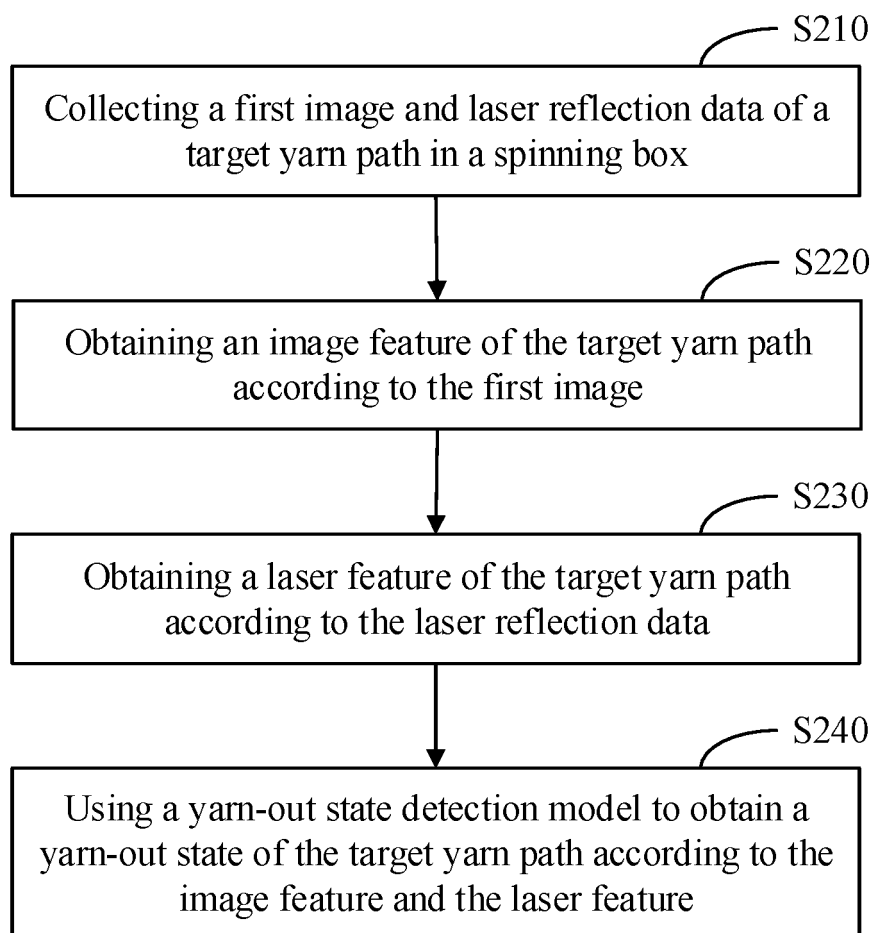 S210
Collecting a first image and laser reflection data of a
target yarn path in a spinning box
S220
Obtaining an image feature of the target yarn path
according to the first image
S230
Obtaining a laser feature of the target yarn path
according to the laser reflection data
S240
Using a yarn-out state detection model to obtain a
yarn-out state of the target yarn path according to the
image feature and the laser feature